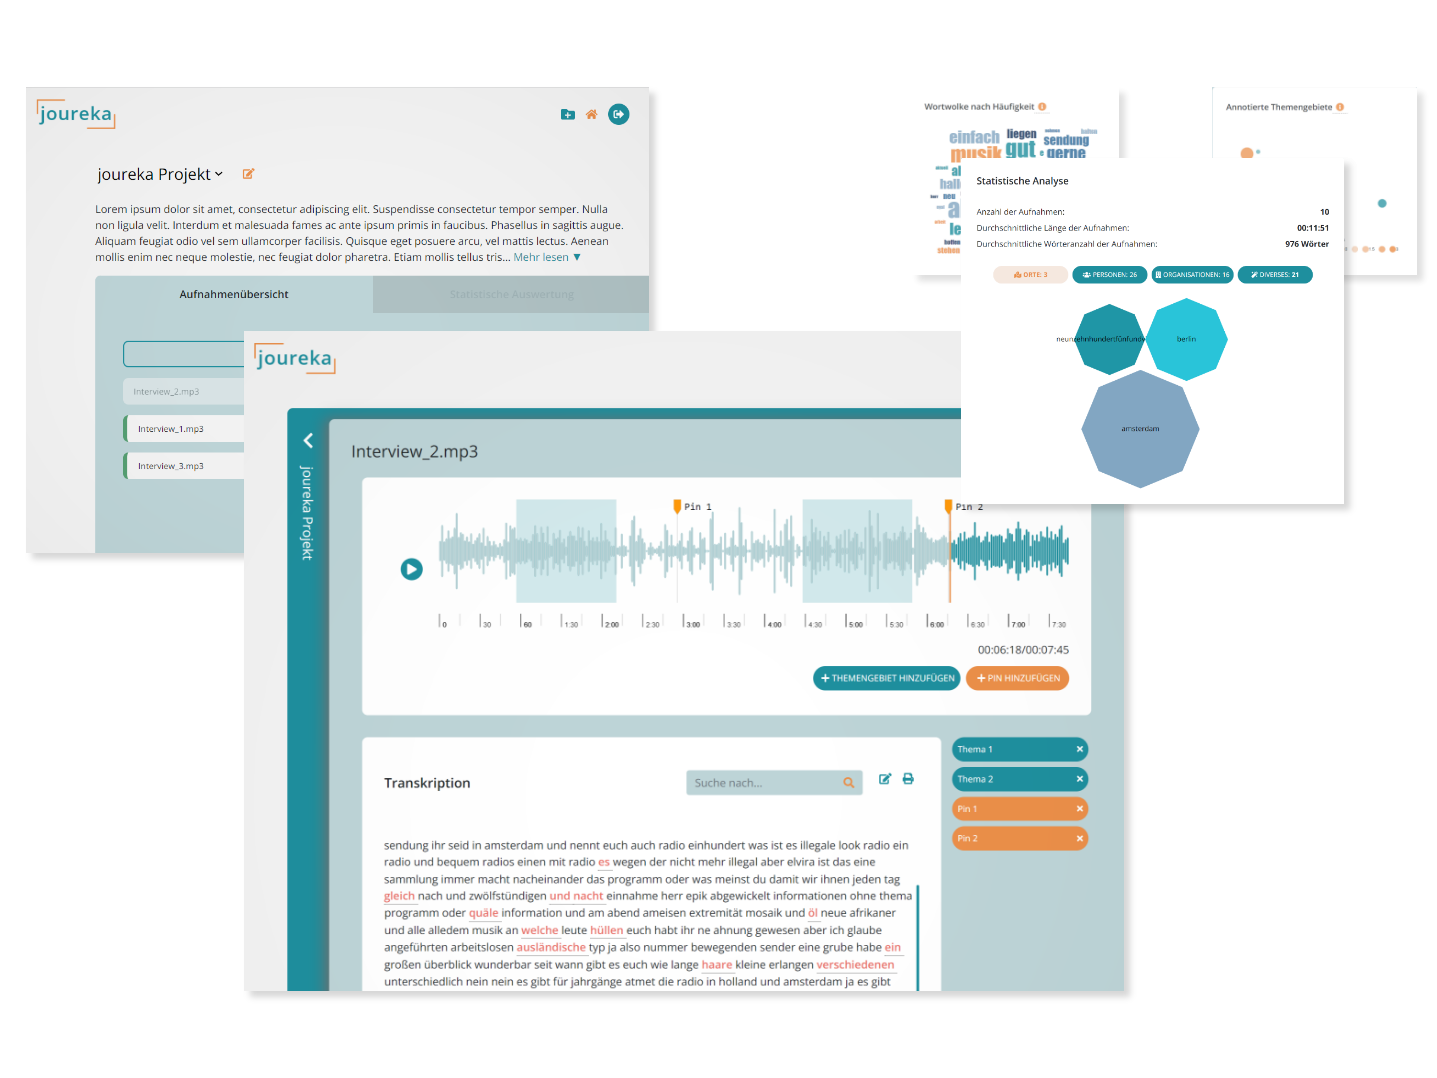 joureka
joureka Projekt
Lorem ipsum dolor sit amet, consectetur adipiscing elit. Suspendisse consectetur tempor semper. Nulla
non ligula velit. Interdum et malesuada fames ac ante ipsum primis in faucibus. Phasellus in sagittis augue.
Aliquam feugiat odio vel sem ullamcorper facilisis. Quisque eget posuere arcu, vel mattis lectus. Aenean
mollis enim nec neque molestie, nec feugiat dolor pharetra. Etiam mollis tellus tris... Mehr lesen ▼
Aufnahmenübersicht
Statistische Auswertung
Interview_2.mp3
Interview_1.mp3
Interview_3.mp3
joureka
joureka Projekt
Interview_2.mp3
Pin 1
Pin 2
0 30 60 1:30 2:00 2:30 3:00 3:30 4:00 4:30 5:00 5:30 6:00 6:30 7:00 7:30
00:06:18/00:07:45
+ THEMENGEBIET HINZUFÜGEN
+ PIN HINZUFÜGEN
Transkription
Suche nach...
sendung ihr seid in amsterdam und nennt euch auch radio einhundert was ist es illegale look radio ein
radio und bequem radios einen mit radio es wegen der nicht mehr illegal aber elvira ist das eine
sammlung immer macht nacheinander das programm oder was meinst du damit wir ihnen jeden tag
gleich nach und zwölfstündigen und nacht einnahme herr epik abgewickelt informationen ohne thema
programm oder quäle information und am abend ameisen extremität mosaik und öl neue afrikaner
und alle alledem musik an welche leute hüllen euch habt ihr ne ahnung gewesen aber ich glaube
angeführten arbeitslosen ausländische typ ja also nummer bewegenden sender eine grube habe ein
großen überblick wunderbar seit wann gibt es euch wie lange haare kleine erlangen verschiedenen
unterschiedlich nein nein es gibt für jahrgänge atmet die radio in holland und amsterdam ja es gibt
Thema 1
Thema 2
Pin 1
Pin 2
Wortwolke nach Häufigkeit
einfach
liegen
sendung
musik
gut
gerne
Annotierte Themengebiete
Statistische Analyse
Anzahl der Aufnahmen: 10
Durchschnittliche Länge der Aufnahmen: 00:11:51
Durchschnittliche Wörteranzahl der Aufnahmen: 976 Wörter
ORTE: 3
PERSONEN: 26
ORGANISATIONEN: 16
DIVERSES: 21
neunzehnhundertfünfundv
berlin
amsterdam